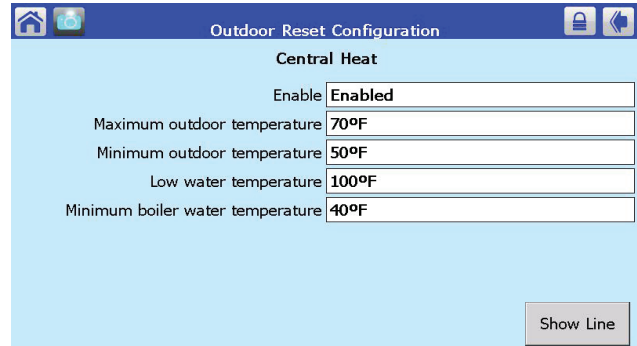 Outdoor Reset Configuration
Central Heat
Enable Enabled
Maximum outdoor temperature 70ºF
Minimum outdoor temperature 50ºF
Low water temperature 100ºF
Minimum boiler water temperature 40ºF
Show Line